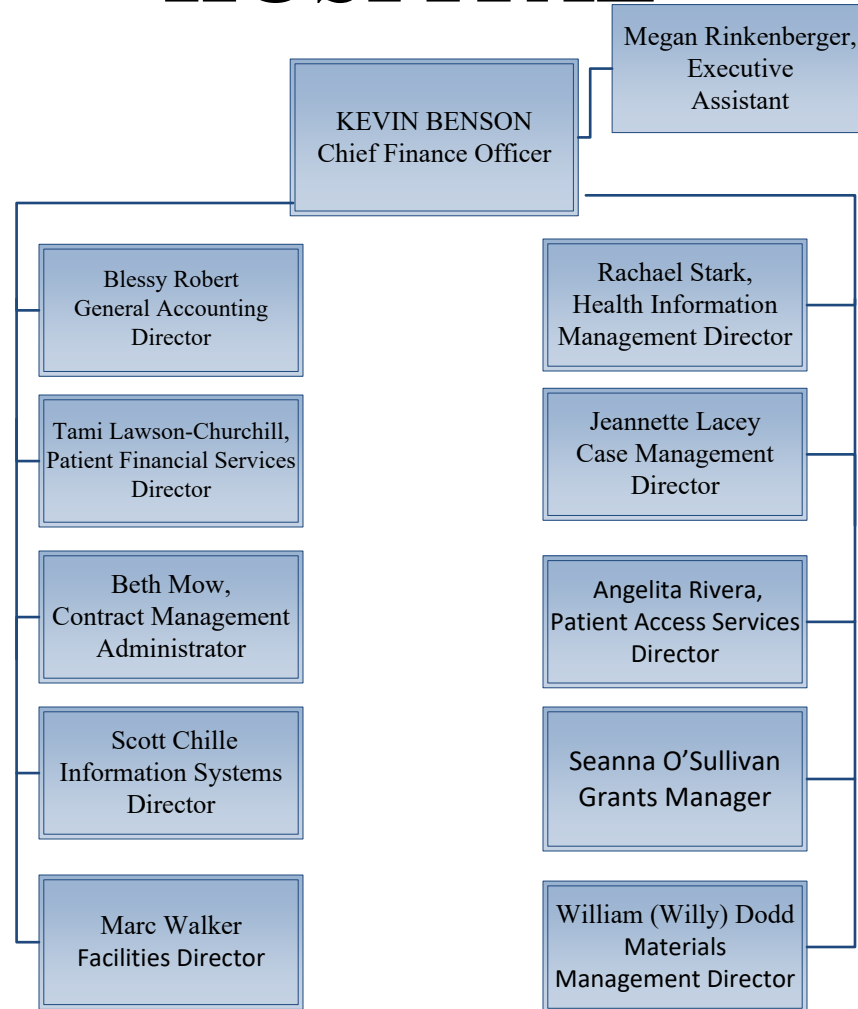 Megan Rinkenberger,
Executive
Assistant
KEVIN BENSON
Chief Finance Officer
Blessy Robert
General Accounting
Director
Tami Lawson-Churchill,
Patient Financial Services
Director
Beth Mow,
Contract Management
Administrator
Scott Chille
Information Systems
Director
Marc Walker
Facilities Director
Rachael Stark,
Health Information
Management Director
Jeannette Lacey
Case Management
Director
Angelita Rivera,
Patient Access Services
Director
Seanna O’Sullivan
Grants Manager
William (Willy) Dodd
Materials
Management Director